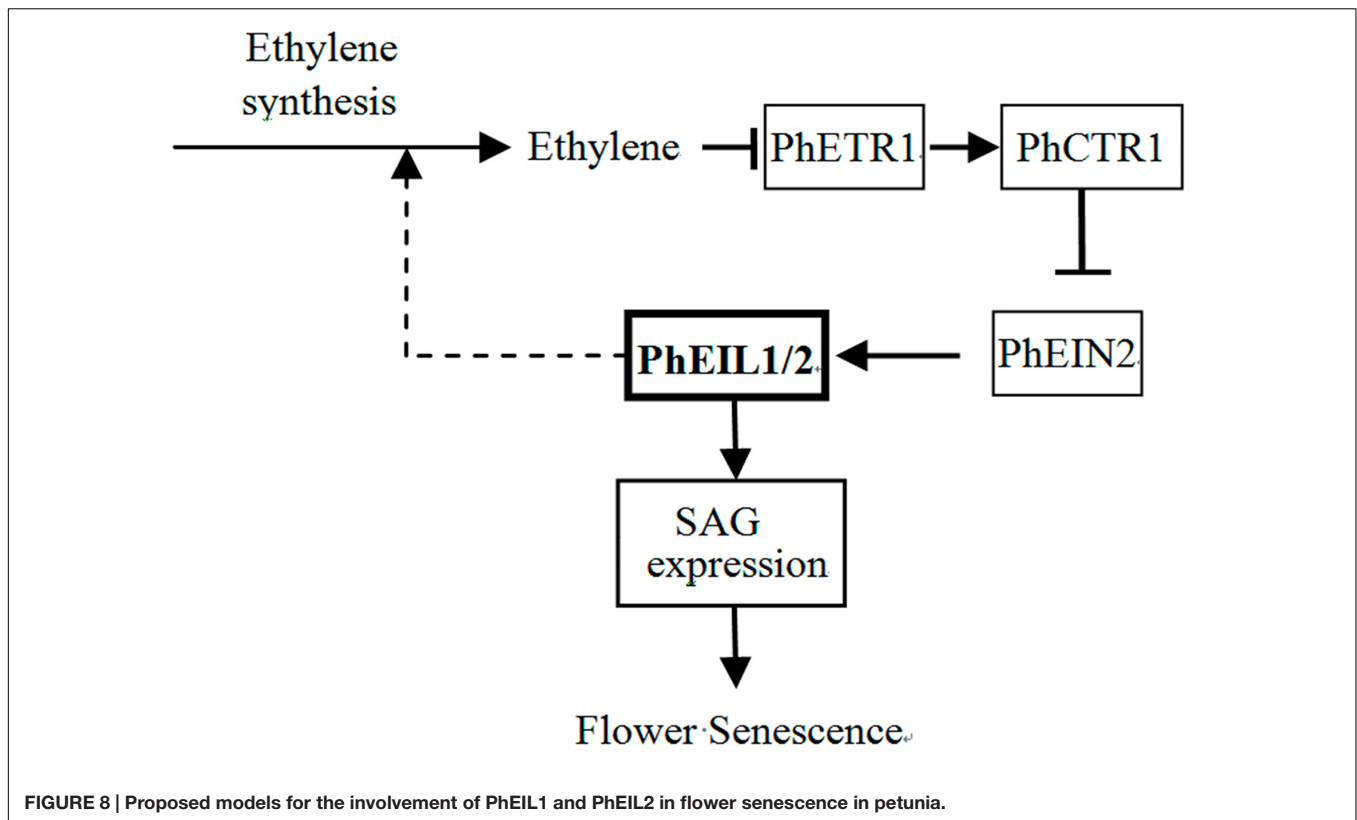 Ethylene
synthesis
Ethylene
PhETR1
PhCTR1
PhEIL1/2
PhEIN2
SAG
expression
Flower Senescence
FIGURE 8 | Proposed models for the involvement of PhEIL1 and PhEIL2 in flower senescence in petunia.